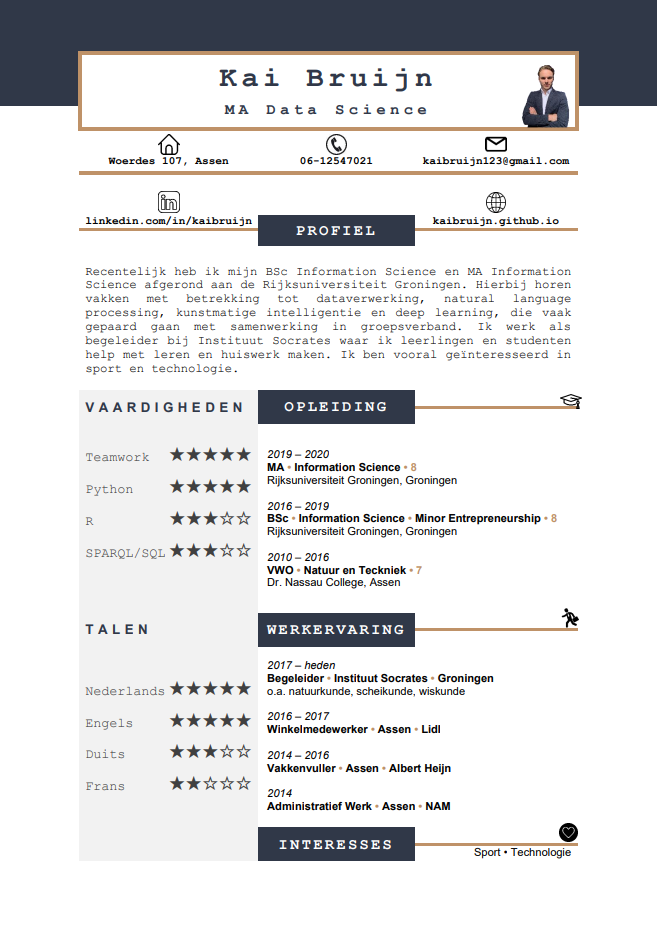 Kai Bruijn
MA Data Science
Woerdes 107, Assen
06-12547021
kaibruijn123@gmail.com
in
linkedin.com/in/kaibruijn
kaibruijn.github.io
PROFIEL
Recentelijk heb ik mijn BSc Information Science en MA Information
Science afgerond aan de Rijksuniversiteit Groningen. Hierbij horen
vakken met betrekking tot dataverwerking, natural language
processing, kunstmatige intelligentie en deep learning, die vaak
gepaard gaan met samenwerking in groepsverband. Ik werk als
begeleider bij Instituut Socrates waar ik leerlingen en studenten
help met leren en huiswerk maken. Ik ben vooral geïnteresseerd in
sport en technologie.
VAARDIGHEDEN
Teamwork ★★★★★
Python ★★★★★
R ★★★☆☆
SPARQL/SQL ★★★☆☆
OPLEIDING
2019 – 2020
MA • Information Science • 8
Rijksuniversiteit Groningen, Groningen
2016 – 2019
BSc • Information Science • Minor Entrepreneurship • 8
Rijksuniversiteit Groningen, Groningen
2010 – 2016
VWO • Natuur en Teckniek • 7
Dr. Nassau College, Assen
TALEN
Nederlands ★★★★★
Engels ★★★★★
Duits ★★★☆☆
Frans ★★☆☆☆
WERKERVARING
2017 – heden
Begeleider • Instituut Socrates • Groningen
o.a. natuurkunde, scheikunde, wiskunde
2016 – 2017
Winkelmedewerker • Assen • Lidl
2014 – 2016
Vakkenvuller • Assen • Albert Heijn
2014
Administratief Werk • Assen • NAM
INTERESSES
Sport • Technologie